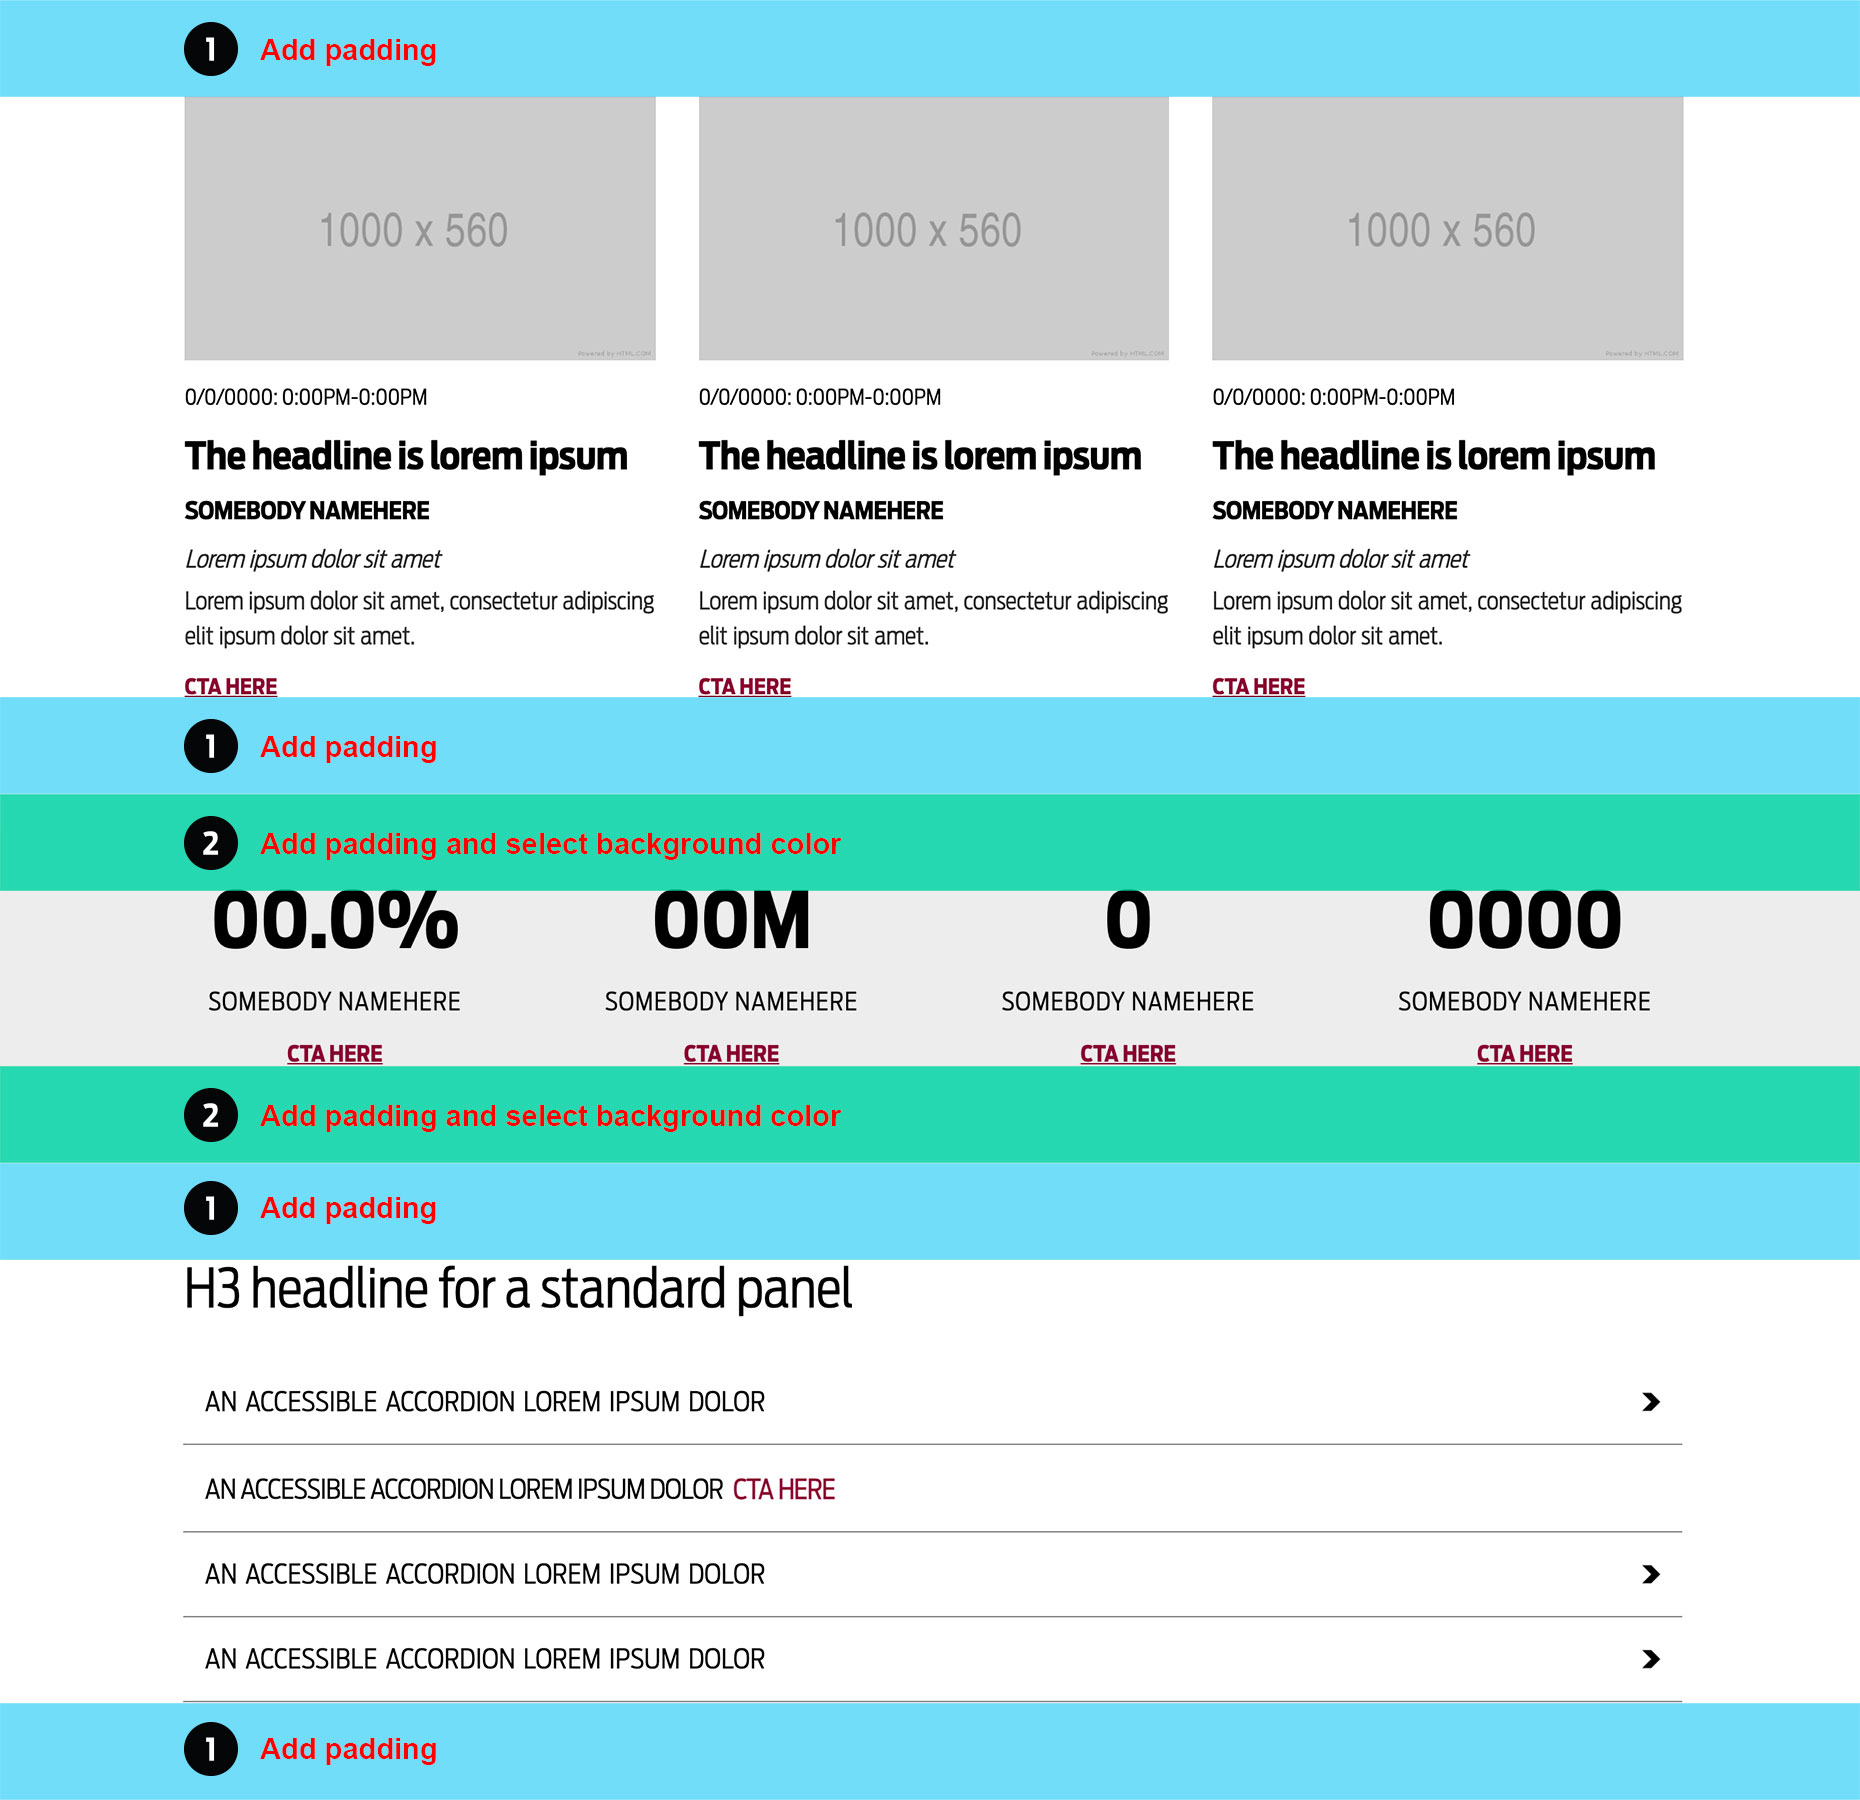 1 Add padding
1000 x 560
Powered by HTML.COM
1000 x 560
Powered by HTML.COM
1000 x 560
Powered by HTML.COM
0/0/0000: 0:00PM-0:00PM
The headline is lorem ipsum
SOMEBODY NAMEHERE
Lorem ipsum dolor sit amet
Lorem ipsum dolor sit amet, consectetur adipiscing
elit ipsum dolor sit amet.
CTA HERE
0/0/0000: 0:00PM-0:00PM
The headline is lorem ipsum
SOMEBODY NAMEHERE
Lorem ipsum dolor sit amet
Lorem ipsum dolor sit amet, consectetur adipiscing
elit ipsum dolor sit amet.
CTA HERE
0/0/0000: 0:00PM-0:00PM
The headline is lorem ipsum
SOMEBODY NAMEHERE
Lorem ipsum dolor sit amet
Lorem ipsum dolor sit amet, consectetur adipiscing
elit ipsum dolor sit amet.
CTA HERE
1 Add padding
2 Add padding and select background color
00.0%
SOMEBODY NAMEHERE
CTA HERE
00M
SOMEBODY NAMEHERE
CTA HERE
0
SOMEBODY NAMEHERE
CTA HERE
0000
SOMEBODY NAMEHERE
CTA HERE
2 Add padding and select background color
1 Add padding
H3 headline for a standard panel
AN ACCESSIBLE ACCORDION LOREM IPSUM DOLOR
AN ACCESSIBLE ACCORDION LOREM IPSUM DOLOR CTA HERE
AN ACCESSIBLE ACCORDION LOREM IPSUM DOLOR
AN ACCESSIBLE ACCORDION LOREM IPSUM DOLOR
1 Add padding